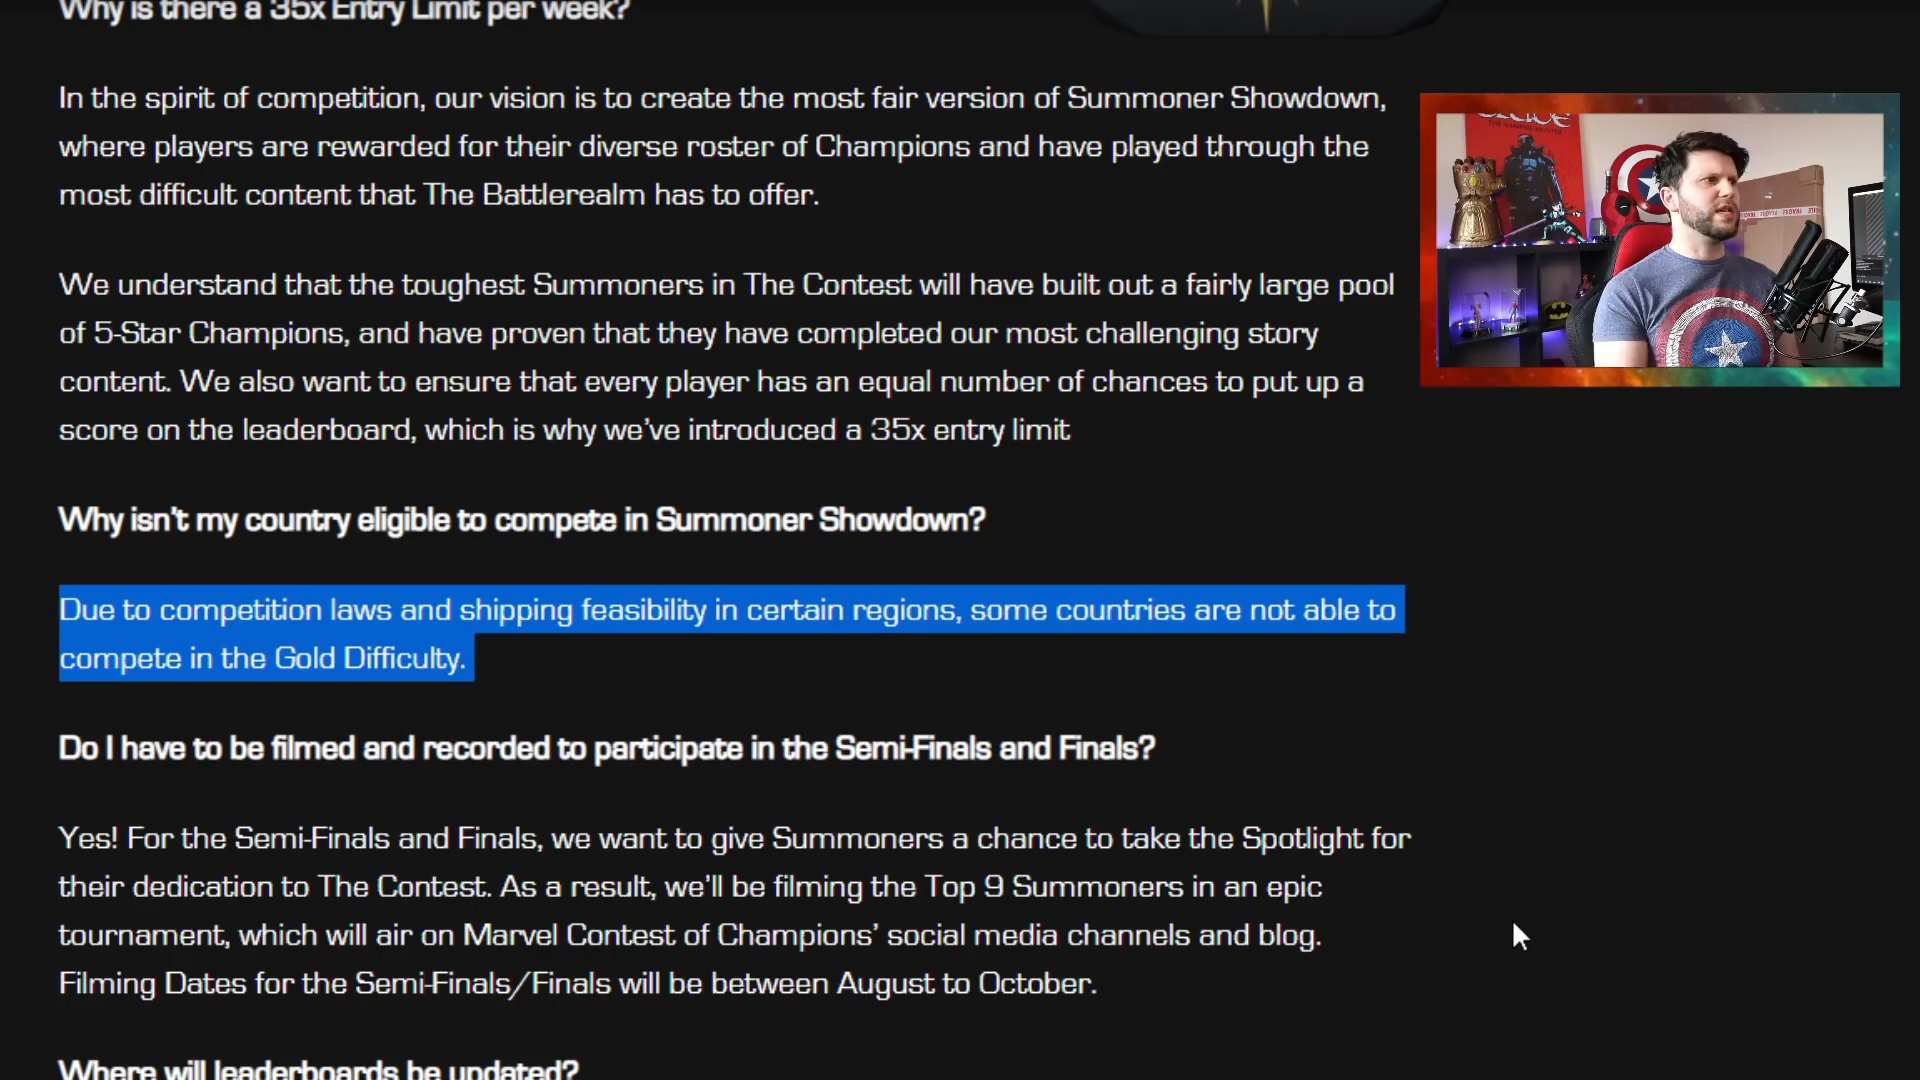 Why is there a 35x Entry Limit per week?
In the spirit of competition, our vision is to create the most fair version of Summoner Showdown,
where players are rewarded for their diverse roster of Champions and have played through the
most difficult content that The Battlerealm has to offer.
We understand that the toughest Summoners in The Contest will have built out a fairly large pool
of 5-Star Champions, and have proven that they have completed our most challenging story
content. We also want to ensure that every player has an equal number of chances to put up a
score on the leaderboard, which is why we’ve introduced a 35x entry limit
Why isn’t my country eligible to compete in Summoner Showdown?
Due to competition laws and shipping feasibility in certain regions, some countries are not able to
compete in the Gold Difficulty.
Do I have to be filmed and recorded to participate in the Semi-Finals and Finals?
Yes! For the Semi-Finals and Finals, we want to give Summoners a chance to take the Spotlight for
their dedication to The Contest. As a result, we’ll be filming the Top 9 Summoners in an epic
tournament, which will air on Marvel Contest of Champions’ social media channels and blog.
Filming Dates for the Semi-Finals/Finals will be between August to October.
Where will leaderboards be updated?